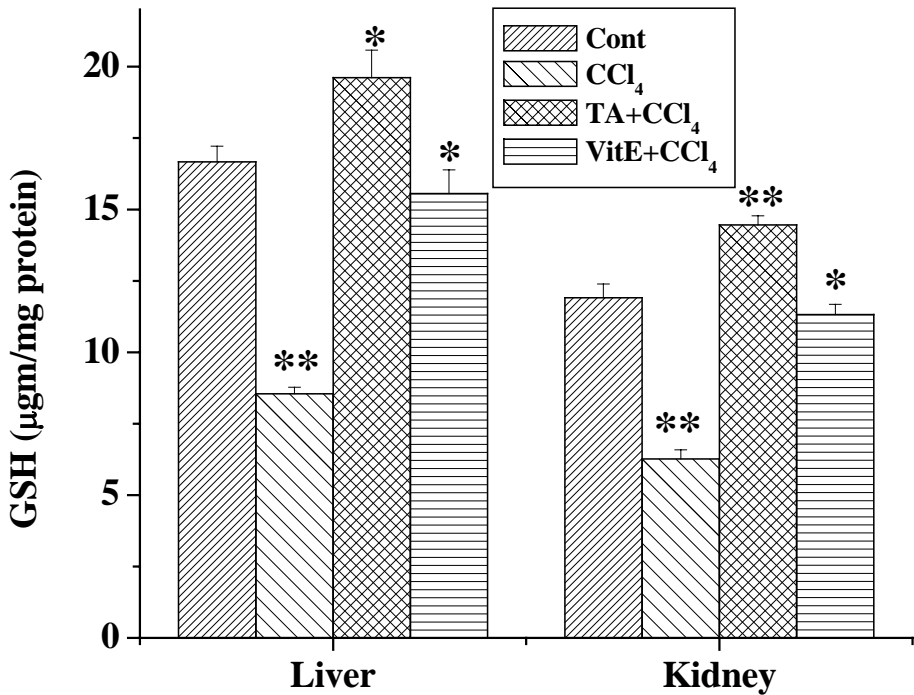 GSH (μgm/mg protein)
20
15
10
5
0
Cont
CCl₄
TA+CCl₄
VitE+CCl₄
*
*
**
**
*
**
Liver
Kidney